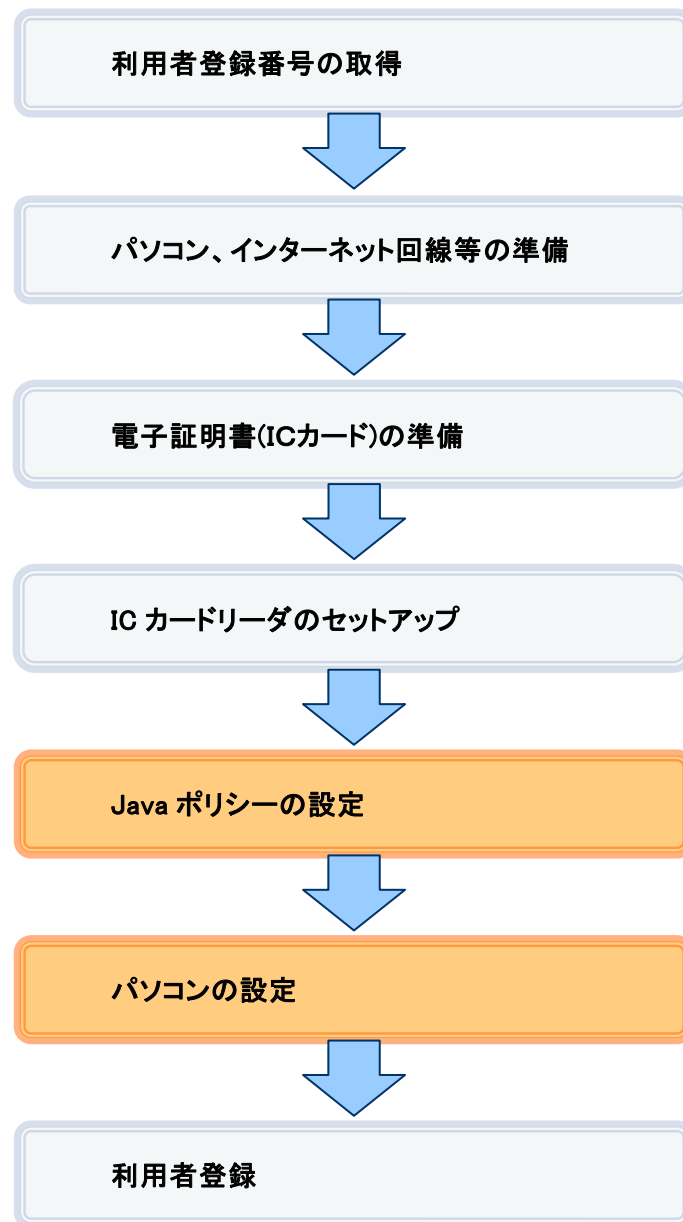 利用者登録番号の取得
パソコン、インターネット回線等の準備
電子証明書(ICカード)の準備
IC カードリーダのセットアップ
Java ポリシーの設定
パソコンの設定
利用者登録